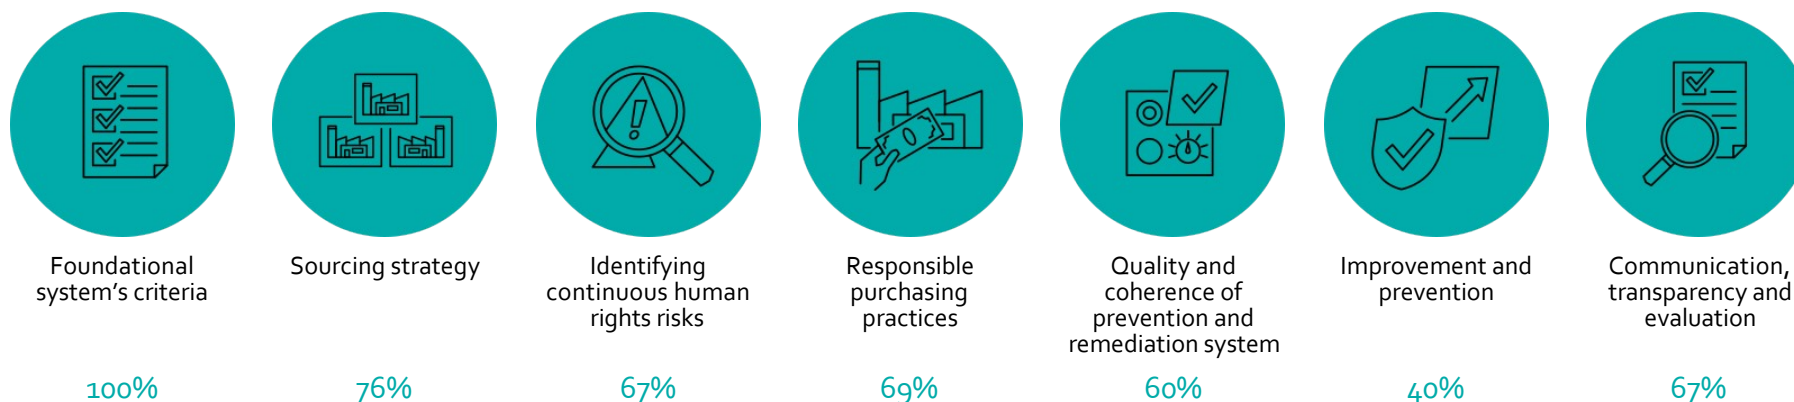 Foundational
system's criteria
100%
Sourcing strategy
76%
Identifying
continuous human
rights risks
67%
Responsible
purchasing
practices
69%
Quality and
coherence of
prevention and
remediation system
60%
Improvement and
prevention
40%
Communication,
transparency and
evaluation
67%